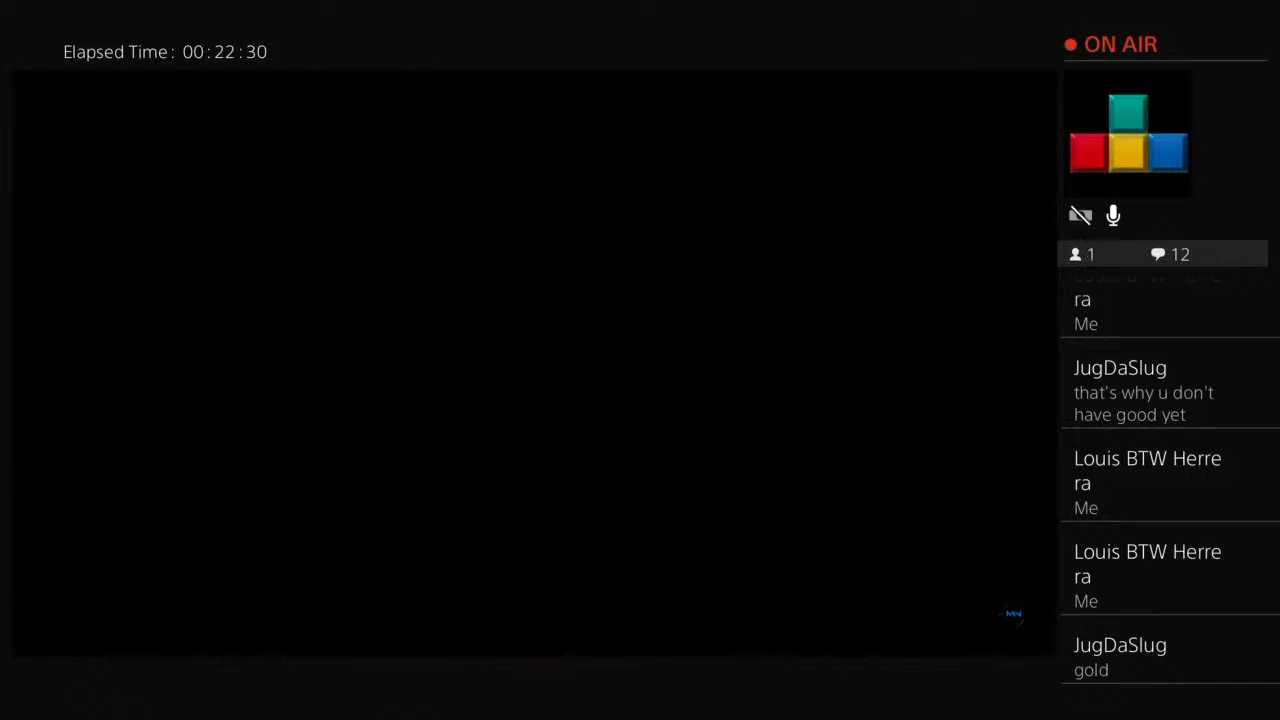 Elapsed Time: 00:22:30
ON AIR
1
12
ra
Me
JugDaSlug
that's why u don't
have good yet
Louis BTW Herre
ra
Me
Louis BTW Herre
ra
Me
JugDaSlug
gold
MW